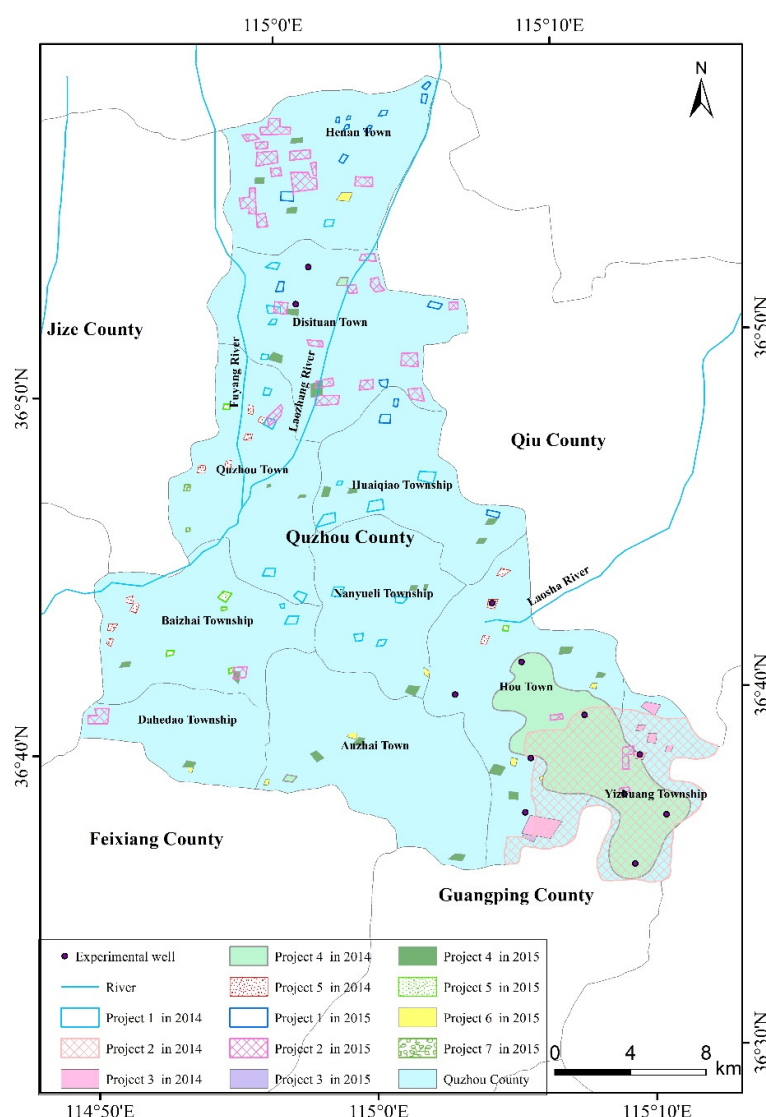 115°0'E 115°10'E
N
Henan Town
Jize County
Disituan Town
36°50'N
Fuyang River
Laozhang River
36°50'N
Qiu County
Quzhou Town
Huaiqiao Township
Quzhou County
Laosha River
Nanyueli Township
Baizhai Township
Hou Town
36°40'N
Dahedao Township
Anzhai Town
36°40'N
Yizhuang Township
Feixiang County
Guangping County
Experimental well
River
Project 1 in 2014
Project 2 in 2014
Project 3 in 2014
Project 4 in 2014
Project 5 in 2014
Project 1 in 2015
Project 2 in 2015
Project 3 in 2015
Project 4 in 2015
Project 5 in 2015
Project 6 in 2015
Project 7 in 2015
Quzhou County
36°30'N
0 4 8
km
114°50'E 115°0'E 115°10'E